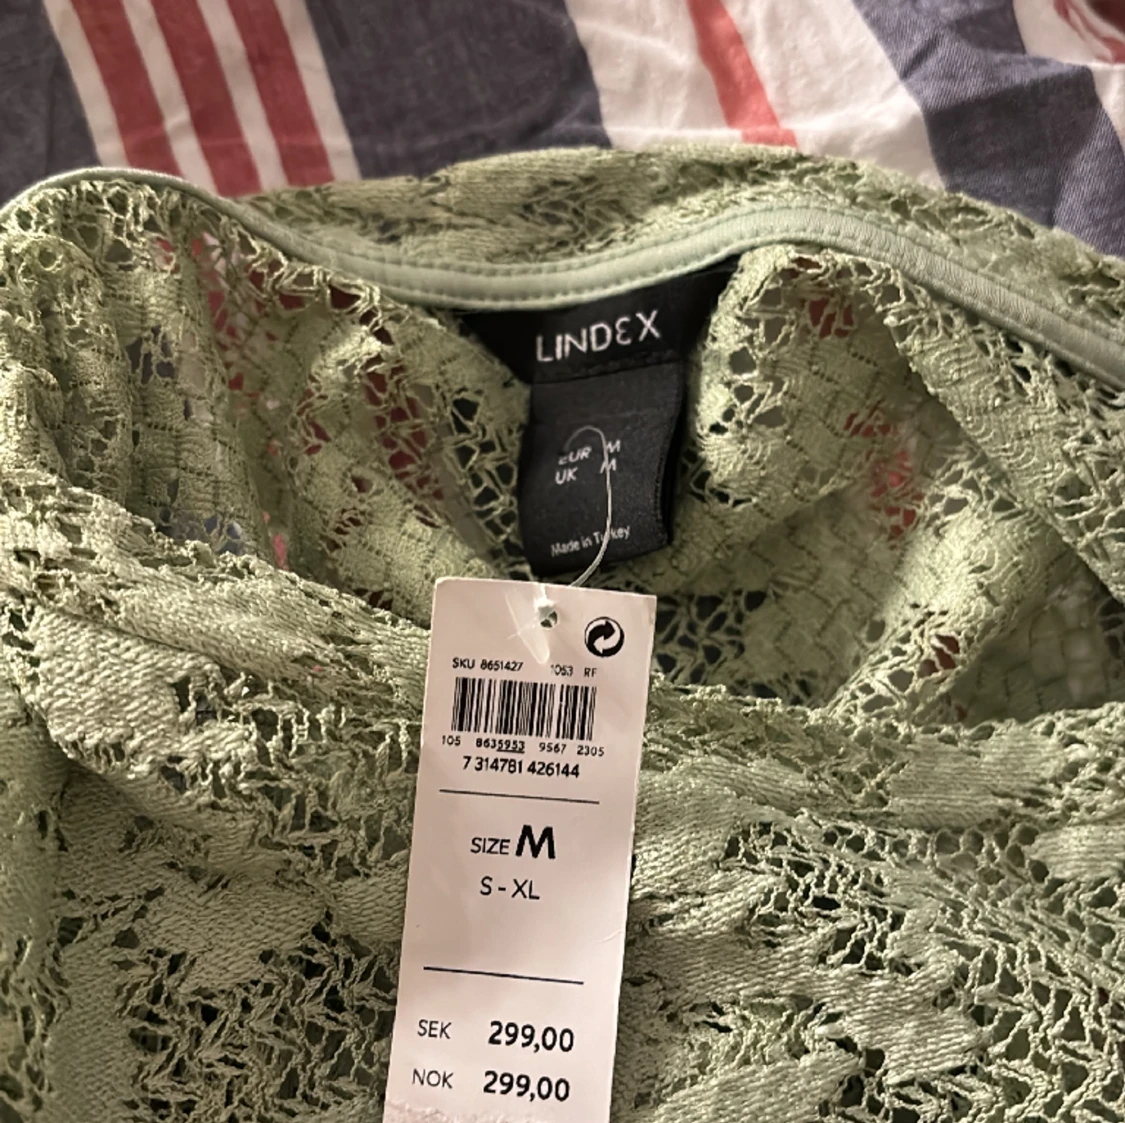 LINDEX
EUR M
UK M
Made in Turkey
SKU 8651427 1053 RF
105 8635953 9567 2305
7 314781 426144
SIZE M
S - XL
SEK 299,00
NOK 299,00